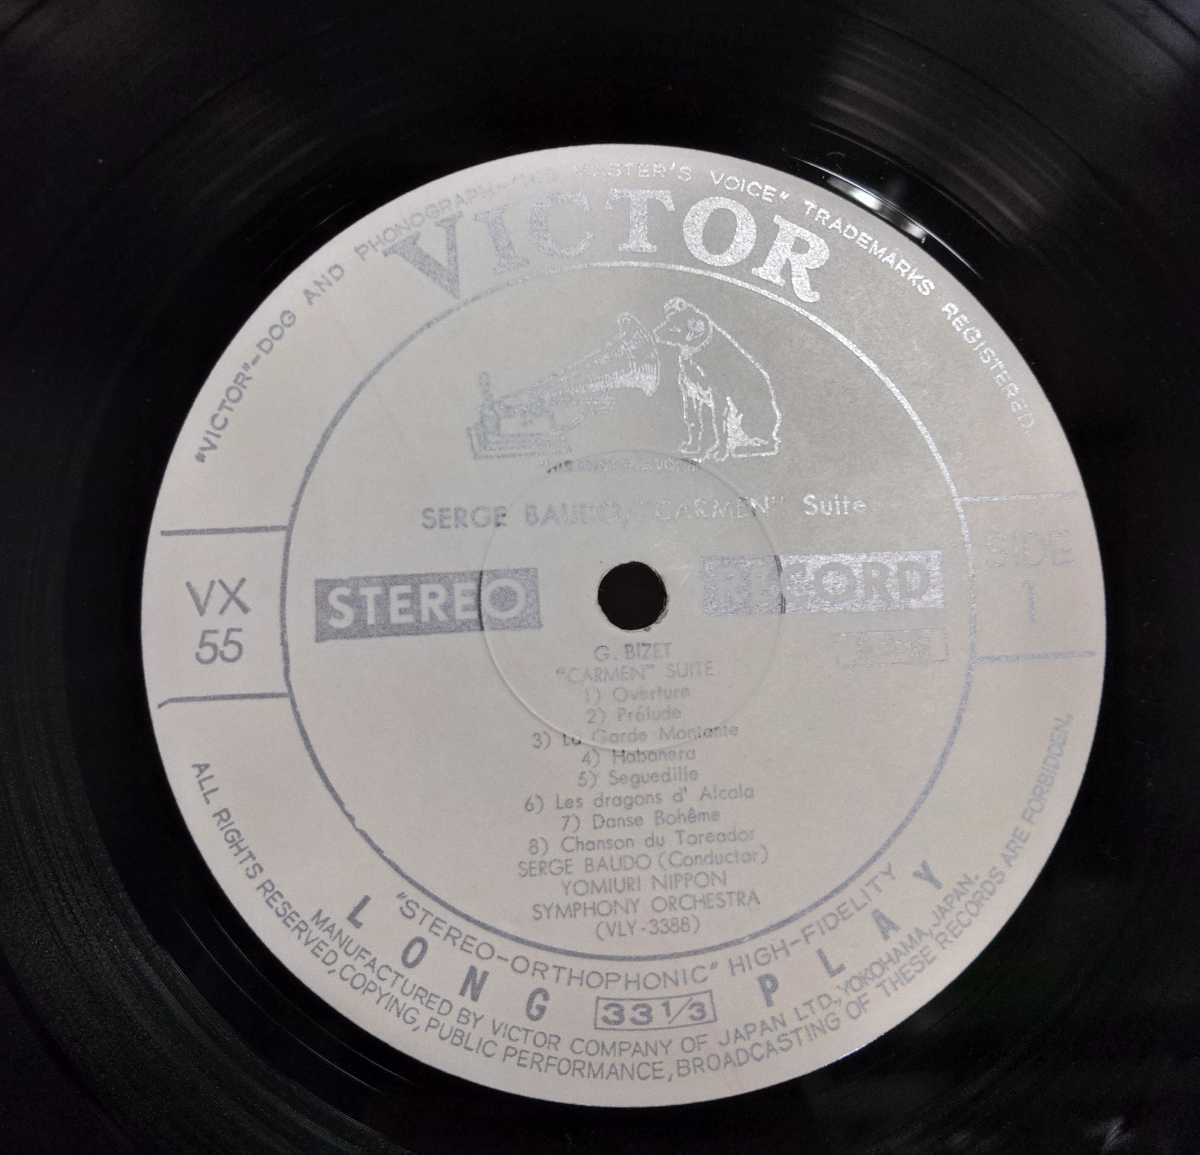 "VICTOR"-DOG AND PHONOGRAPH-"HIS MASTER'S VOICE" TRADEMARKS REGISTERED.
VICTOR
"HIS MASTER'S VOICE"
SERGE BAUDO, "CARMEN" Suite
VX
55
STEREO
RECORD
SIDE
1
G. BIZET
"CARMEN" SUITE
1) Overture
2) Prélude
3) La Garde Montante
4) Habanera
5) Seguedille
6) Les dragons d' Alcala
7) Danse Bohême
8) Chanson du Toreador
SERGE BAUDO (Conductor)
YOMIURI NIPPON
SYMPHONY ORCHESTRA
(VLY-3388)
"STEREO-ORTHOPHONIC" HIGH-FIDELITY
LONG 33 1/3 PLAY
MANUFACTURED BY VICTOR COMPANY OF JAPAN LTD., YOKOHAMA, JAPAN.
ALL RIGHTS RESERVED, COPYING, PUBLIC PERFORMANCE, BROADCASTING OF THESE RECORDS ARE FORBIDDEN.